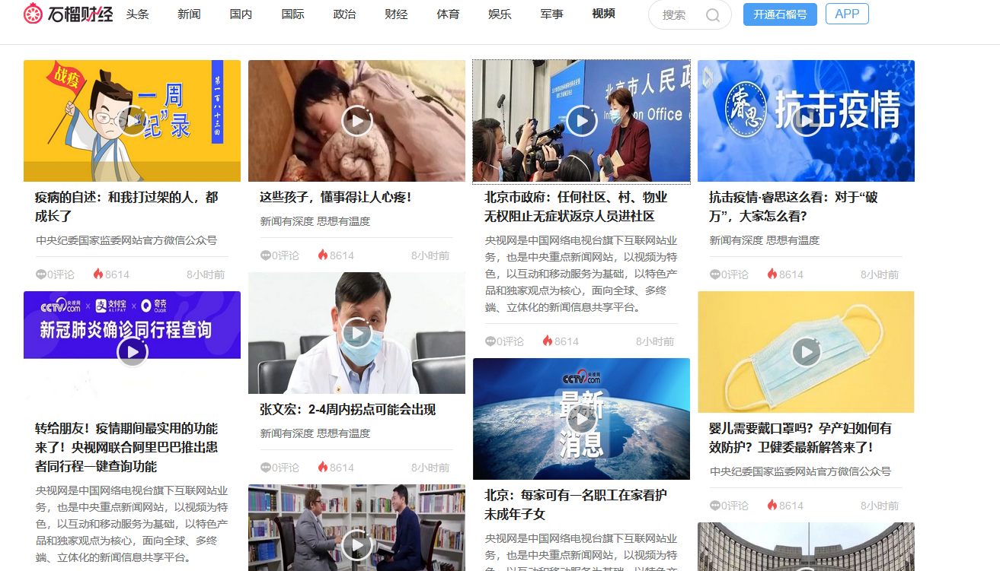 石榴财经
头条
新闻
国内
国际
政治
财经
体育
娱乐
军事
视频
搜索
开通石榴号
APP
战疫
一周
“纪”录
第一百八十三回
疫病的自述：和我打过架的人，都
成长了
中央纪委国家监委网站官方微信公众号
0评论
8614
8小时前
CCTV.com 央视网 × 支付宝 ALIPAY × 夸克 Quark
新冠肺炎确诊同行程查询
转给朋友！疫情期间最实用的功能
来了！央视网联合阿里巴巴推出患
者同行程一键查询功能
央视网是中国网络电视台旗下互联网站业
务，也是中央重点新闻网站，以视频为特
色，以互动和移动服务为基础，以特色产
品和独家观点为核心，面向全球、多终
端、立体化的新闻信息共享平台。
这些孩子，懂事得让人心疼！
新闻有深度 思想有温度
0评论
8614
8小时前
张文宏：2-4周内拐点可能会出现
新闻有深度 思想有温度
0评论
8614
8小时前
北京市人民政
Office
北京市政府：任何社区、村、物业
无权阻止无症状返京人员进社区
央视网是中国网络电视台旗下互联网站业
务，也是中央重点新闻网站，以视频为特
色，以互动和移动服务为基础，以特色产
品和独家观点为核心，面向全球、多终
端、立体化的新闻信息共享平台。
0评论
8614
8小时前
CCTV.com 央视网
最新
消息
北京：每家可有一名职工在家看护
未成年子女
央视网是中国网络电视台旗下互联网站业
务，也是中央重点新闻网站，以视频为特
色，以互动和移动服务为基础，以特色产
睿思
抗击疫情
抗击疫情·睿思这么看：对于“破
万”，大家怎么看？
新闻有深度 思想有温度
0评论
8614
8小时前
婴儿需要戴口罩吗？孕产妇如何有
效防护？卫健委最新解答来了！
中央纪委国家监委网站官方微信公众号
0评论
8614
8小时前